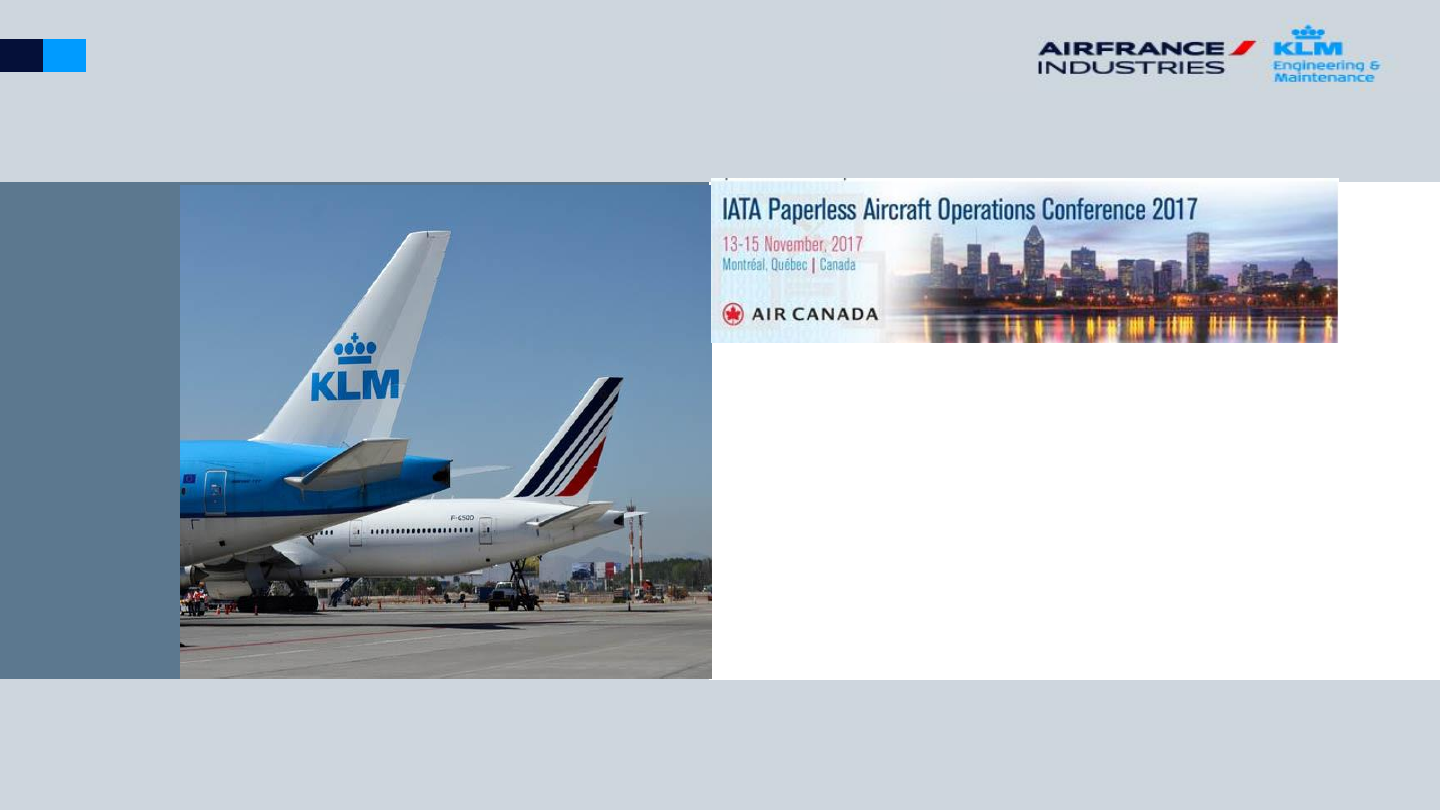 AIRFRANCE
INDUSTRIES
KLM
Engineering &
Maintenance
IATA Paperless Aircraft Operations Conference 2017
13-15 November, 2017
Montréal, Québec | Canada
AIR CANADA
KLM